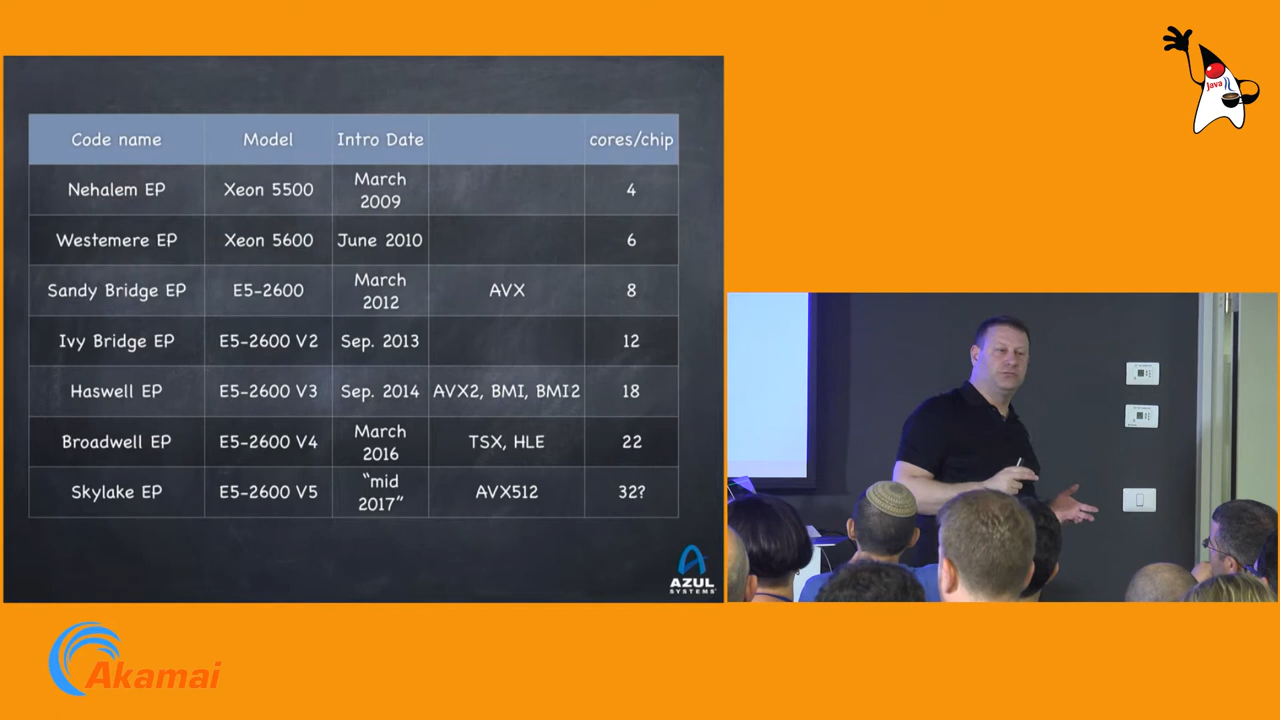 Code name Model Intro Date cores/chip
Nehalem EP Xeon 5500 March 2009 4
Westemere EP Xeon 5600 June 2010 6
Sandy Bridge EP E5-2600 March 2012 AVX 8
Ivy Bridge EP E5-2600 V2 Sep. 2013 12
Haswell EP E5-2600 V3 Sep. 2014 AVX2, BMI, BMI2 18
Broadwell EP E5-2600 V4 March 2016 TSX, HLE 22
Skylake EP E5-2600 V5 “mid 2017” AVX512 32?
AZUL
SYSTEMS
Java
Akamai